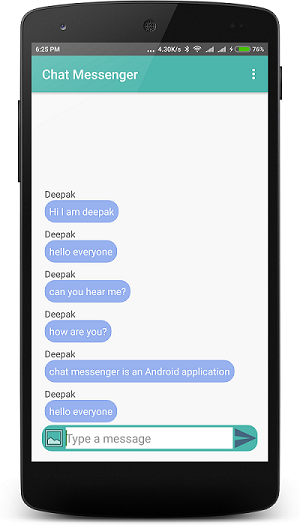 6:25 PM ... 4.30K/s 76%
Chat Messenger
Deepak
Hi I am deepak
Deepak
hello everyone
Deepak
can you hear me?
Deepak
how are you?
Deepak
chat messenger is an Android application
Deepak
hello everyone
Type a message